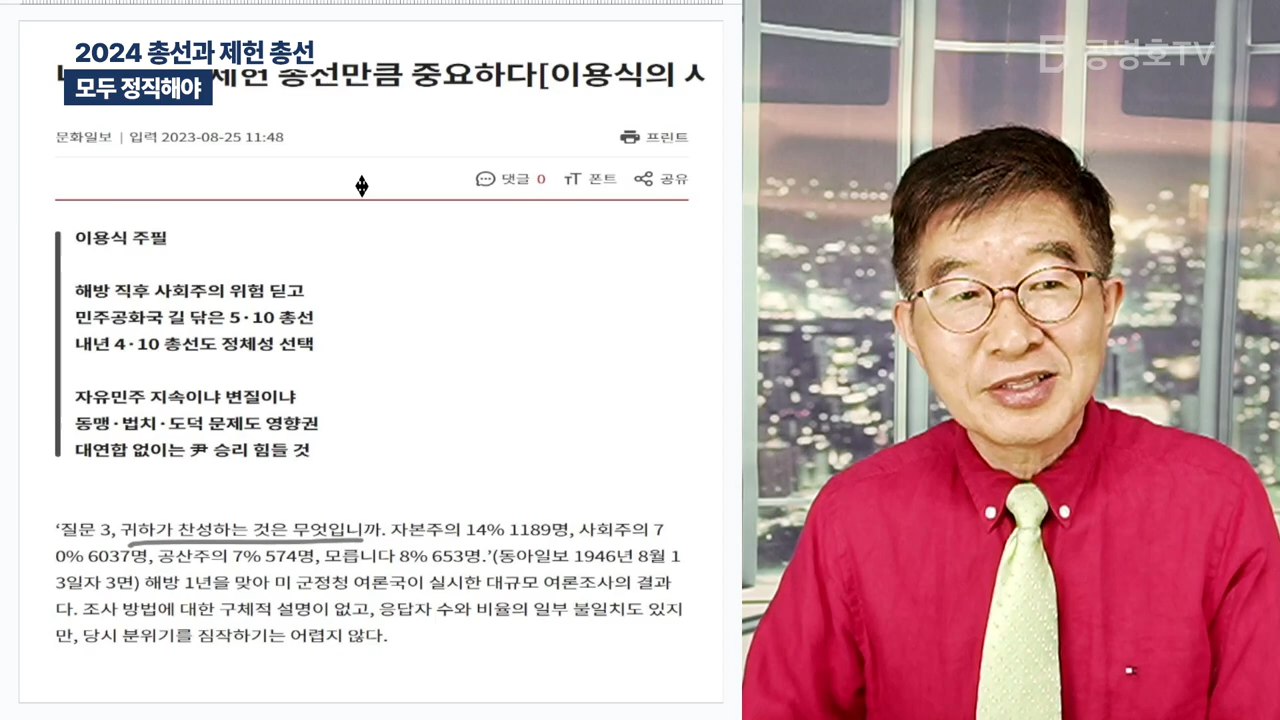 2024 총선과 제헌 총선
모두 정직해야
제헌 총선만큼 중요하다[이용식의 시
공병호TV
문화일보 | 입력 2023-08-25 11:48
프린트
댓글 0 폰트 공유
이용식 주필
해방 직후 사회주의 위험 딛고
민주공화국 길 닦은 5·10 총선
내년 4·10 총선도 정체성 선택
자유민주 지속이냐 변질이냐
동맹·법치·도덕 문제도 영향권
대연합 없이는 尹 승리 힘들 것
‘질문 3, 귀하가 찬성하는 것은 무엇입니까. 자본주의 14% 1189명, 사회주의 7
0% 6037명, 공산주의 7% 574명, 모릅니다 8% 653명.’(동아일보 1946년 8월 1
3일자 3면) 해방 1년을 맞아 미 군정청 여론국이 실시한 대규모 여론조사의 결과
다. 조사 방법에 대한 구체적 설명이 없고, 응답자 수와 비율의 일부 불일치도 있지
만, 당시 분위기를 짐작하기는 어렵지 않다.